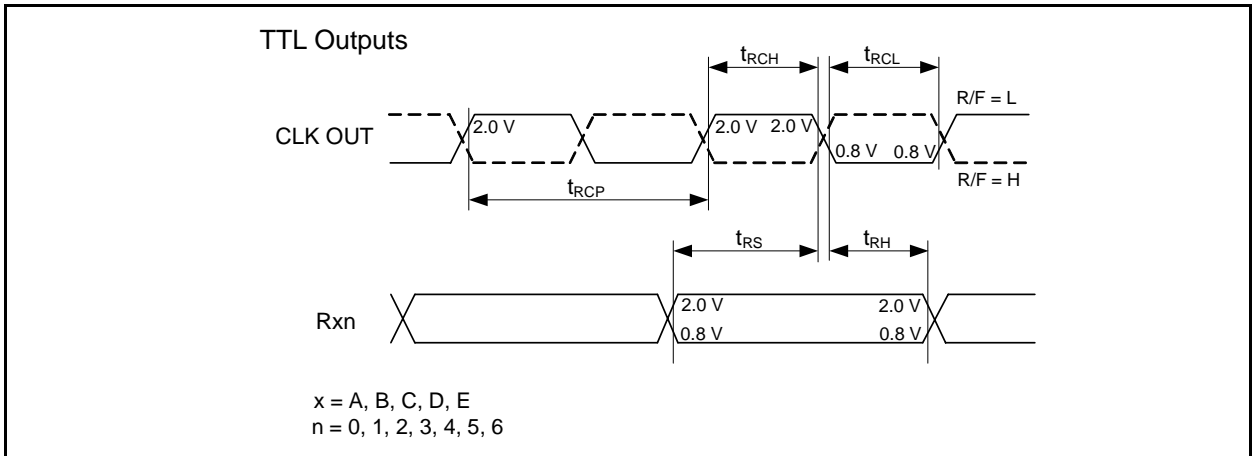 TTL Outputs
tRCH
tRCL
R/F = L
CLK OUT
2.0 V
2.0 V
2.0 V
0.8 V
0.8 V
R/F = H
tRCP
tRS
tRH
Rxn
2.0 V
2.0 V
0.8 V
0.8 V
x = A, B, C, D, E
n = 0, 1, 2, 3, 4, 5, 6